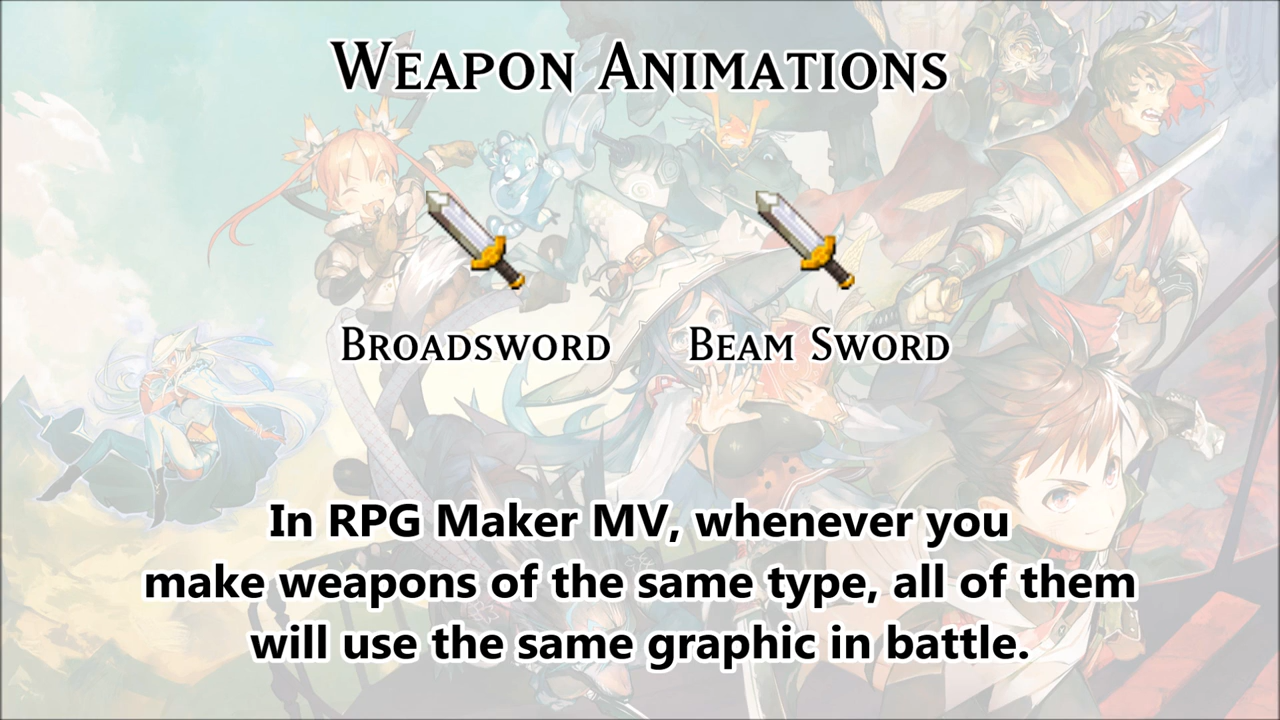 Weapon Animations
Broadsword Beam Sword
In RPG Maker MV, whenever you
make weapons of the same type, all of them
will use the same graphic in battle.